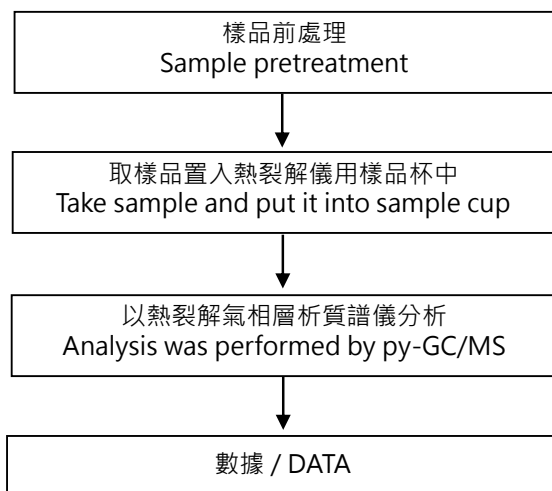 樣品前處理
Sample pretreatment
取樣品置入熱裂解儀用樣品杯中
Take sample and put it into sample cup
以熱裂解氣相層析質譜儀分析
Analysis was performed by py-GC/MS
數據 / DATA